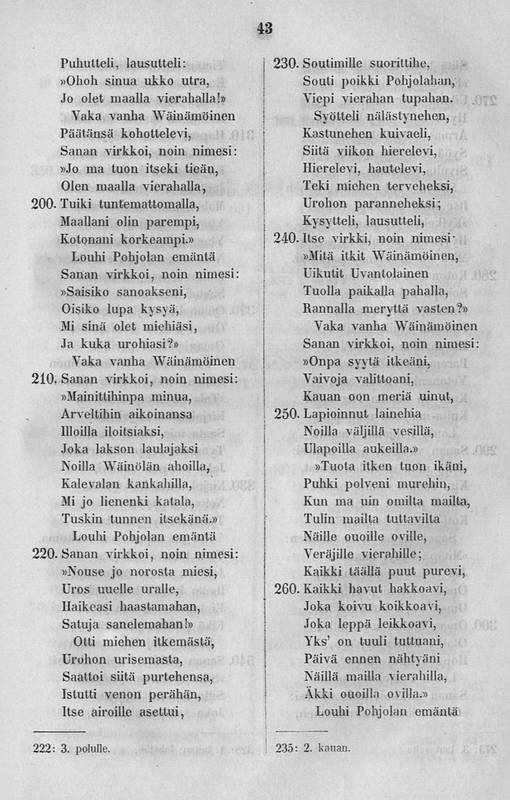 43
Puhutteli, lausutteli:
»Ohoh sinua ukko utra,
Jo olet maalla vierahalla!»
Vaka vanha Wäinämöinen
Päätänsä kohottelevi,
Sanan virkkoi, noin nimesi:
»Jo ma tuon itseki tieän,
Olen maalla vierahalla,
200. Tuiki tuntemattomalla,
Maallani olin parempi,
Kotonani korkeampi.»
Louhi Pohjolan emäntä
Sanan virkkoi, noin nimesi:
»Saisiko sanoakseni,
Oisiko lupa kysyä,
Mi sinä olet miehiäsi,
Ja kuka urohiasi?»
Vaka vanha Wäinämöinen
210. Sanan virkkoi, noin nimesi:
»Mainittihinpa minua,
Arveltihin aikoinansa
Illoilla iloitsiaksi,
Joka lakson laulajaksi
Noilla Wäinölän ahoilla,
Kalevalan kankahilla,
Mi jo lienenki katala,
Tuskin tunnen itsekänä.»
Louhi Pohjolan emäntä
220. Sanan virkkoi, noin nimesi:
»Nouse jo norosta miesi,
Uros uuelle uralle,
Haikeasi haastamahan,
Satuja sanelemahan!»
Otti miehen itkemästä,
Urohon urisemasta,
Saattoi siitä purtehensa,
Istutti venon perähän,
Itse airoille asettui,
222: 3. polulle.
230. Soutimille suorittihe,
Souti poikki Pohjolahan,
Viepi vierahan tupahan.
Syötteli nälästynehen,
Kastunehen kuivaeli,
Siitä viikon hierelevi,
Hierelevi, hautelevi,
Teki miehen terveheksi,
Urohon paranneheksi;
Kysytteli, lausutteli,
240. Itse virkki, noin nimesi:
»Mitä itkit Wäinämöinen,
Uikutit Uvantolainen
Tuolla paikalla pahalla,
Rannalla meryttä vasten?»
Vaka vanha Wäinämöinen
Sanan virkkoi, noin nimesi:
»Onpa syytä itkeäni,
Vaivoja valittoani,
Kauan oon meriä uinut,
250. Lapioinnut lainehia
Noilla väljillä vesillä,
Ulapoilla aukeilla.»
»Tuota itken tuon ikäni,
Puhki polveni murehin,
Kun ma uin omilta mailta,
Tulin mailta tuttavilta
Näille ouoille oville,
Veräjille vierahille;
Kaikki täällä puut purevi,
260. Kaikki havut hakkoavi,
Joka koivu koikkoavi,
Joka leppä leikkoavi,
Yks' on tuuli tuttuani,
Päivä ennen nähtyäni
Näillä mailla vierahilla,
Äkki ouoilla ovilla.»
Louhi Pohjolan emäntä
235: 2. kauan.